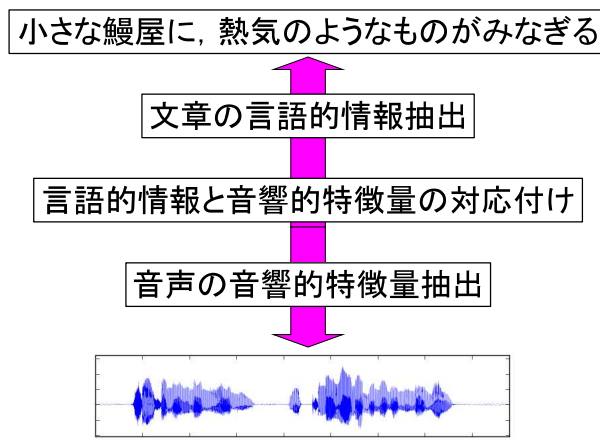 小さな鰻屋に，熱気のようなものがみなぎる
文章の言語的情報抽出
言語的情報と音響的特徴量の対応付け
音声の音響的特徴量抽出